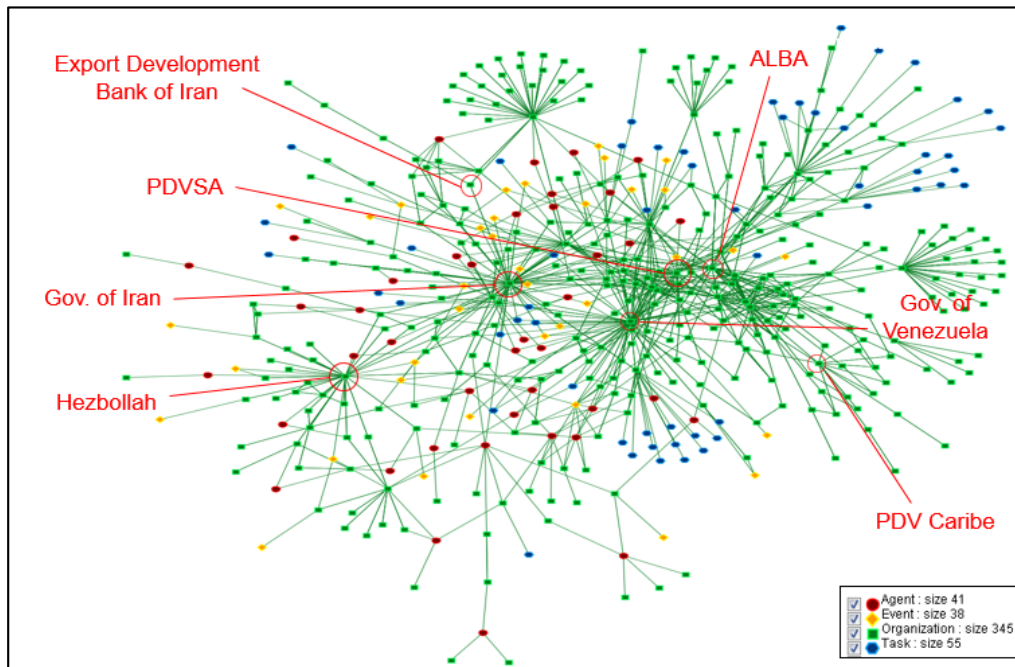 Export Development
Bank of Iran
ALBA
PDVSA
Gov. of Iran
Gov. of
Venezuela
Hezbollah
PDV Caribe
Agent : size 41
Event : size 38
Organization : size 345
Task : size 55